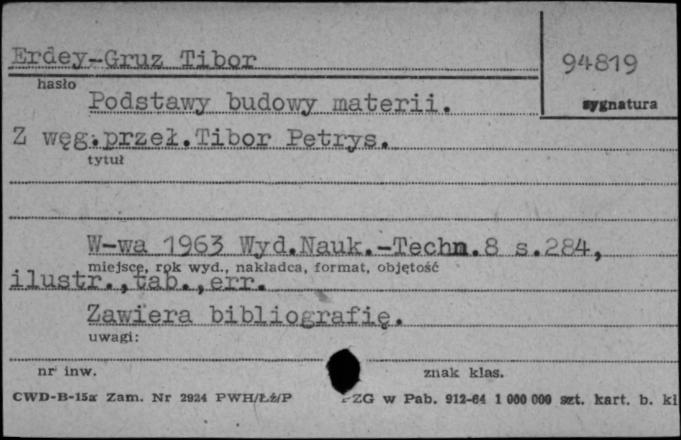 Erdey-Gruz Tibor
94819
hasło
sygnatura
Podstawy budowy materii.
Z węg.przeł.Tibor Petrys.
tytuł
W-wa 1963 Wyd.Nauk.-Techn.8 s.284,
miejsce, rok wyd., nakładca, format, objętość
ilustr.,tab.,err.
Zawiera bibliografię.
uwagi:
nr inw.
znak klas.
CWD-B-15a Zam. Nr 2924 PWH/Łż/P
ZG w Pab. 912-64 1 000 000 szt. kart. b. kl